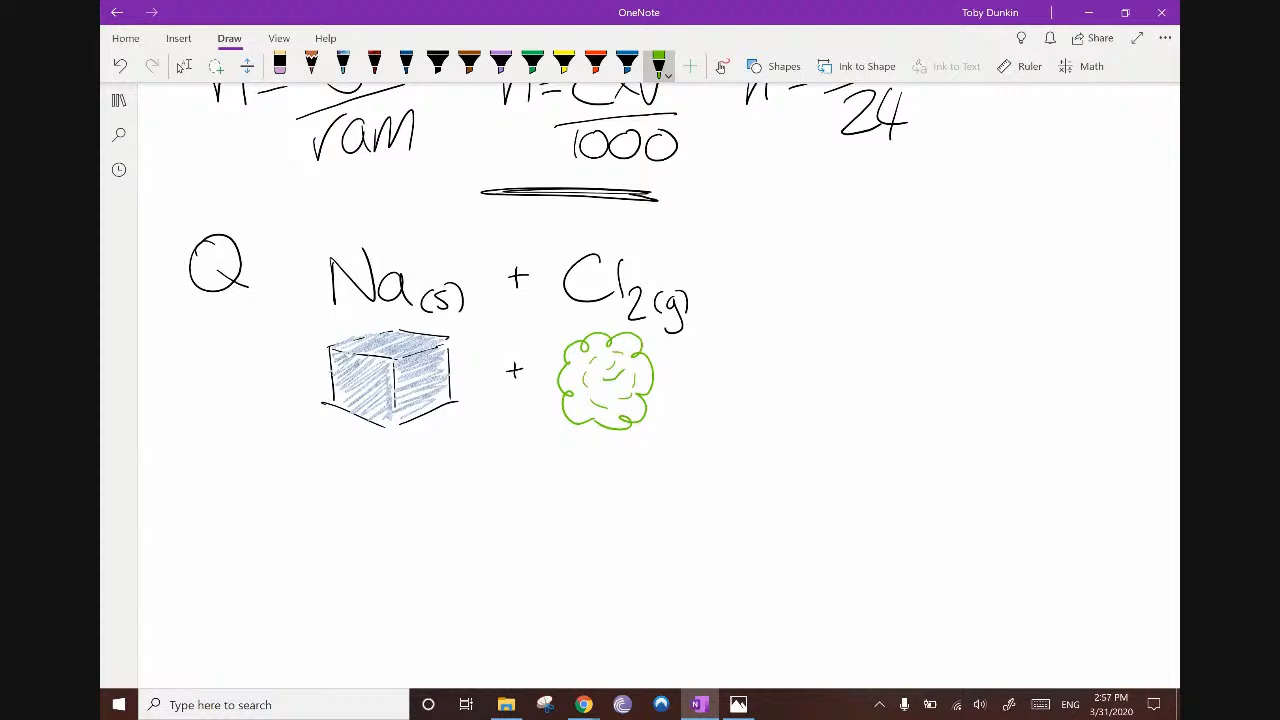 OneNote
Toby Dunkin
Home Insert Draw View Help Share
Shapes Ink to Shape Ink to Text Ruler Math
n =
ram
n = cxv
1000
n =
24
Q Na(s) + Cl2(g)
+
Type here to search
ENG
2:57 PM
3/31/2020